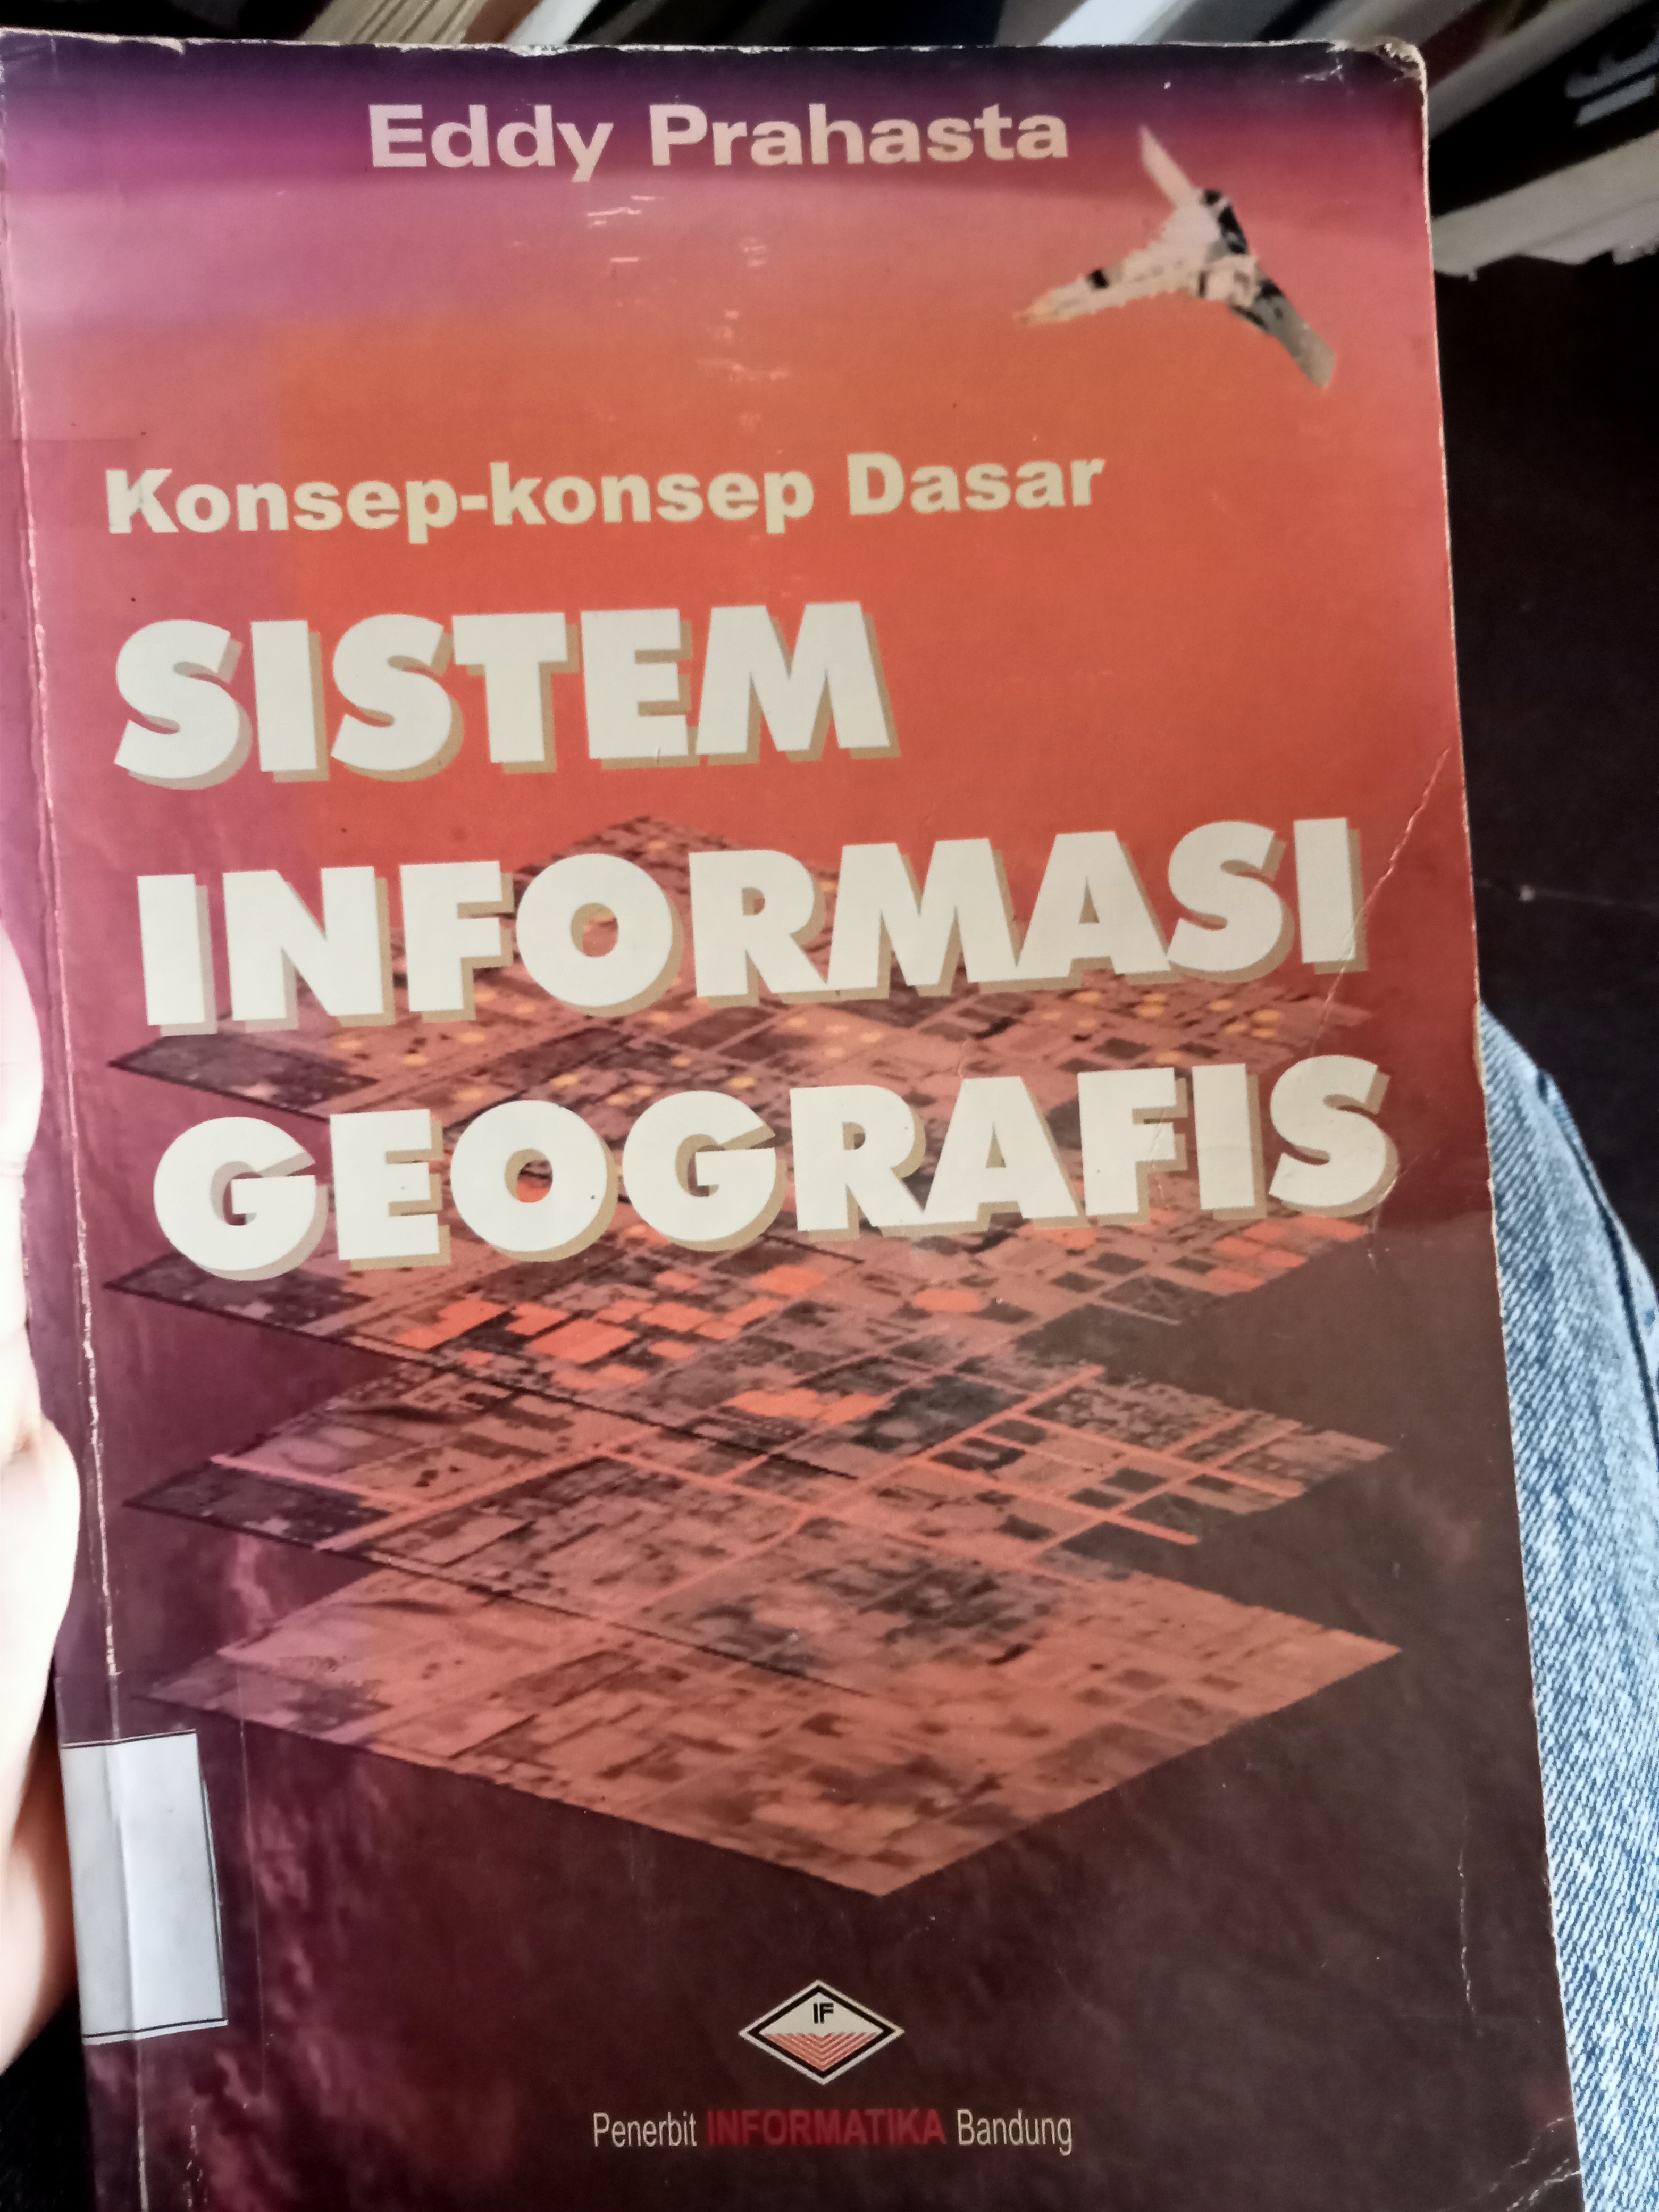 Eddy Prahasta
Konsep-konsep Dasar
SISTEM
INFORMASI
GEOGRAFIS
IF
Penerbit INFORMATIKA Bandung